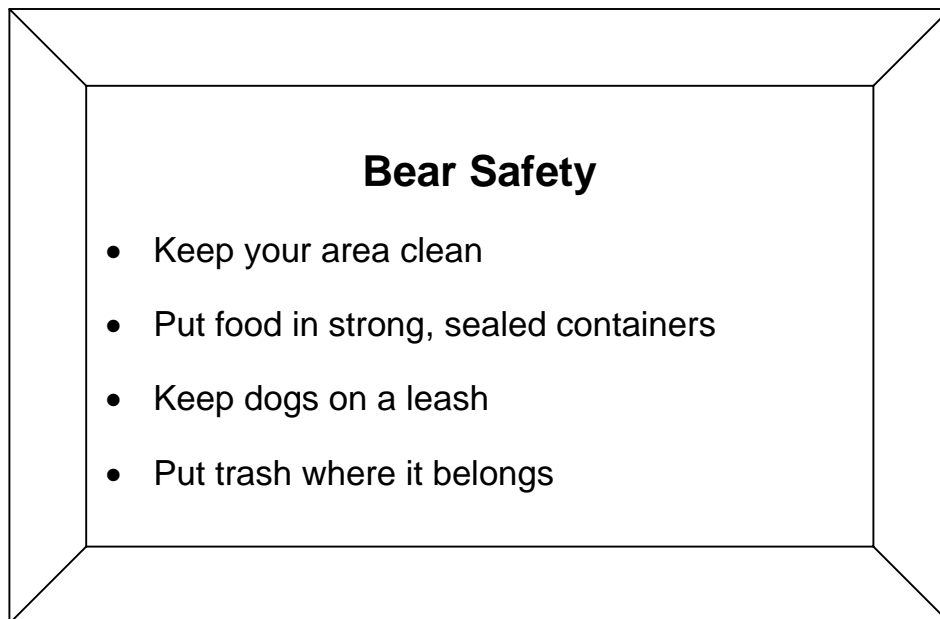 Bear Safety
• Keep your area clean
• Put food in strong, sealed containers
• Keep dogs on a leash
• Put trash where it belongs